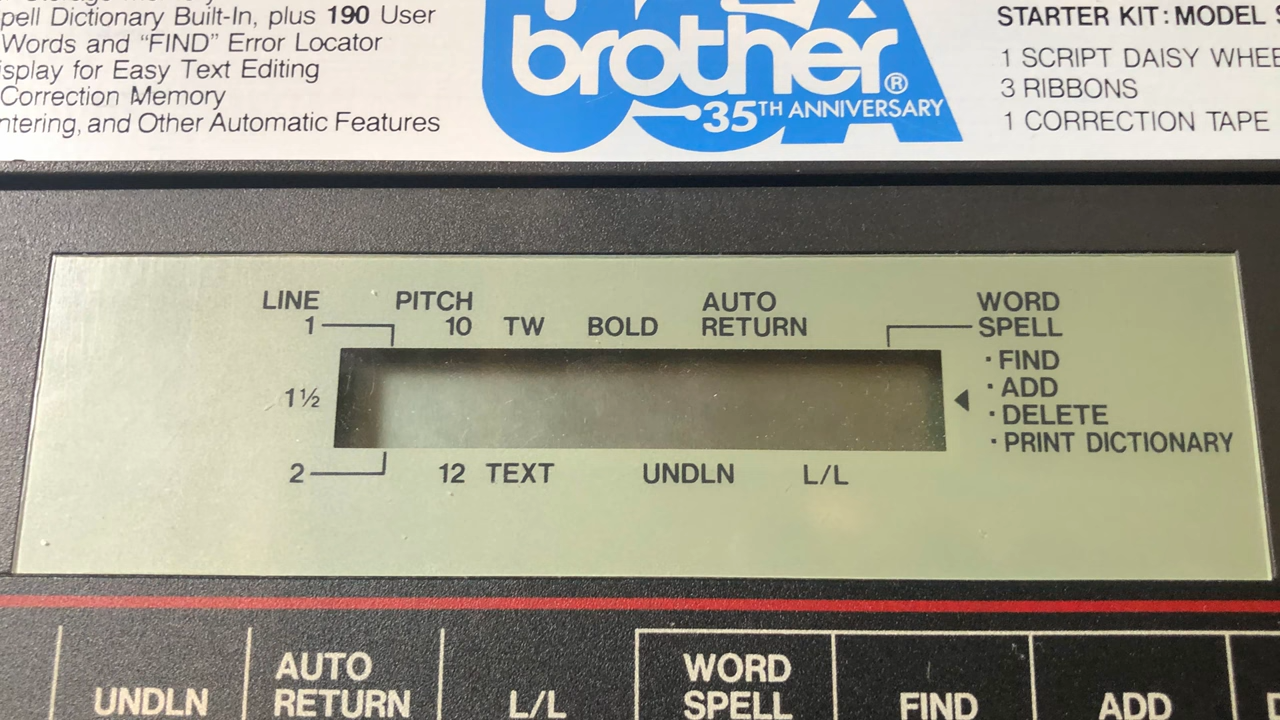 pell Dictionary Built-In, plus 190 User
Words and “FIND” Error Locator
isplay for Easy Text Editing
Correction Memory
ntering, and Other Automatic Features
USA
brother®
35TH ANNIVERSARY
STARTER KIT: MODEL
1 SCRIPT DAISY WHEE
3 RIBBONS
1 CORRECTION TAPE
LINE
1
1½
2
PITCH
10 TW BOLD
AUTO
RETURN
WORD
SPELL
· FIND
· ADD
· DELETE
· PRINT DICTIONARY
12 TEXT UNDLN L/L
UNDLN
AUTO
RETURN
L/L
WORD
SPELL
FIND
ADD